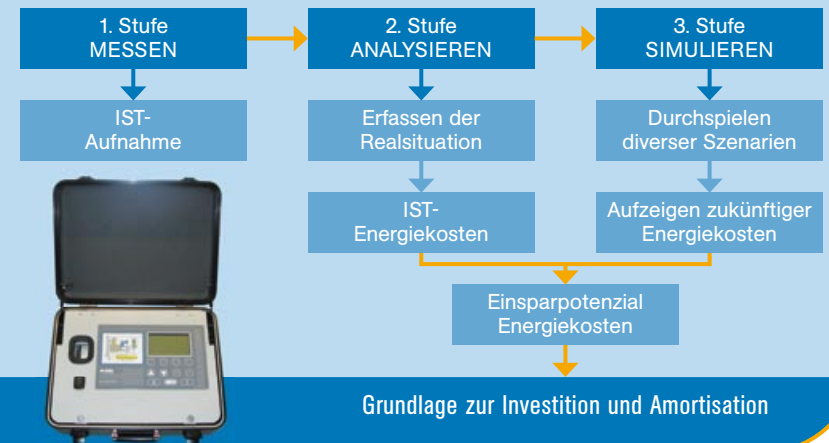 1. Stufe
MESSEN
2. Stufe
ANALYSIEREN
3. Stufe
SIMULIEREN
IST-
Aufnahme
Erfassen der
Realsituation
Durchspielen
diverser Szenarien
IST-
Energiekosten
Aufzeigen zukünftiger
Energiekosten
Einsparpotenzial
Energiekosten
Grundlage zur Investition und Amortisation